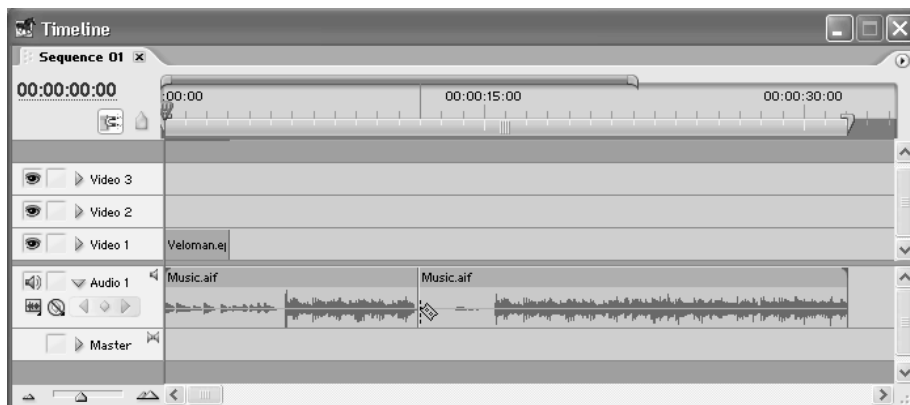 Timeline
Sequence 01
00:00:00:00
:00:00 00:00:15:00 00:00:30:00
Video 3
Video 2
Video 1 Veloman.e
Audio 1 Music.aif Music.aif
Master